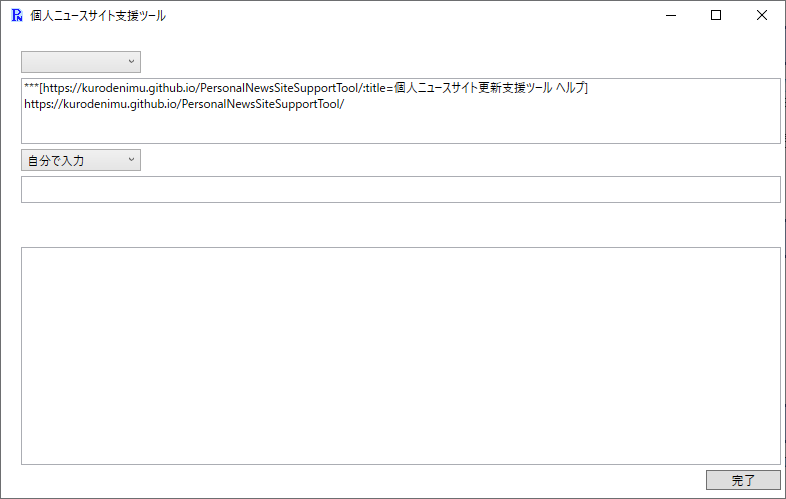 PN 個人ニュースサイト支援ツール
***[https://kurodenimu.github.io/PersonalNewsSiteSupportTool/:title=個人ニュースサイト更新支援ツール ヘルプ]
https://kurodenimu.github.io/PersonalNewsSiteSupportTool/
自分で入力
完了